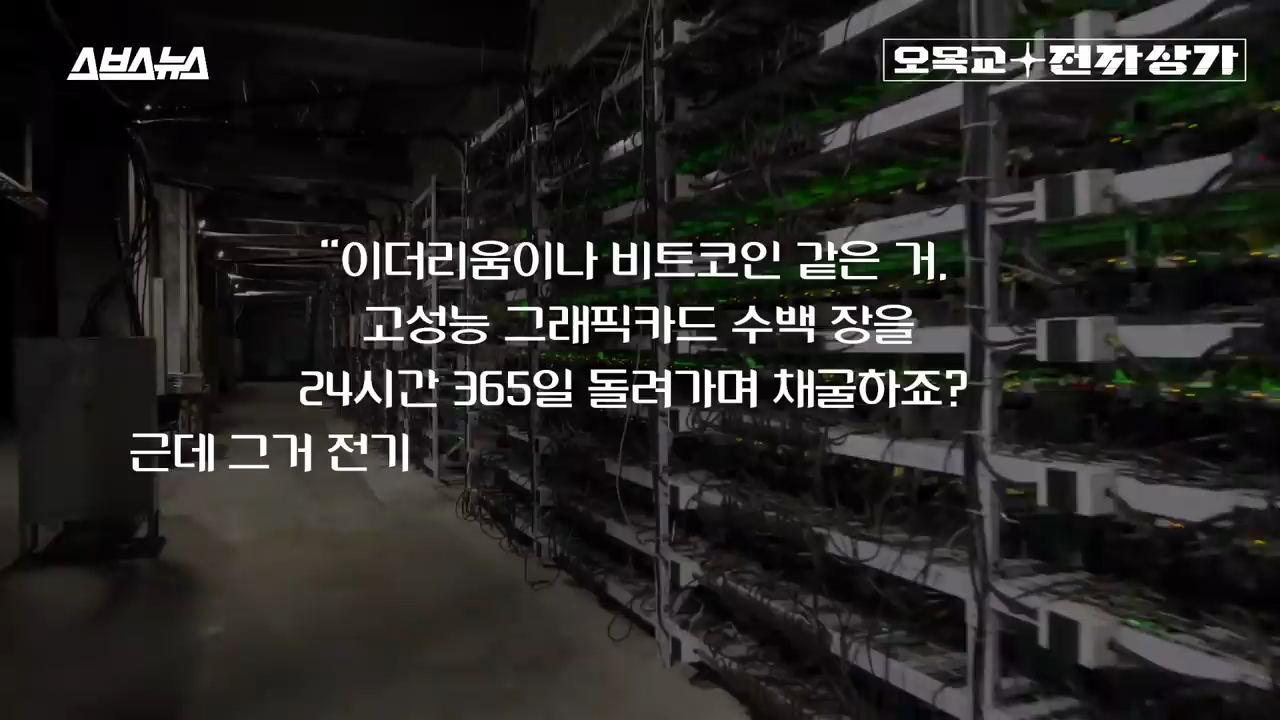 스브스뉴스
오목교 전자상가
“이더리움이나 비트코인 같은 거,
고성능 그래픽카드 수백 장을
24시간 365일 돌려가며 채굴하죠?
근데 그거 전기